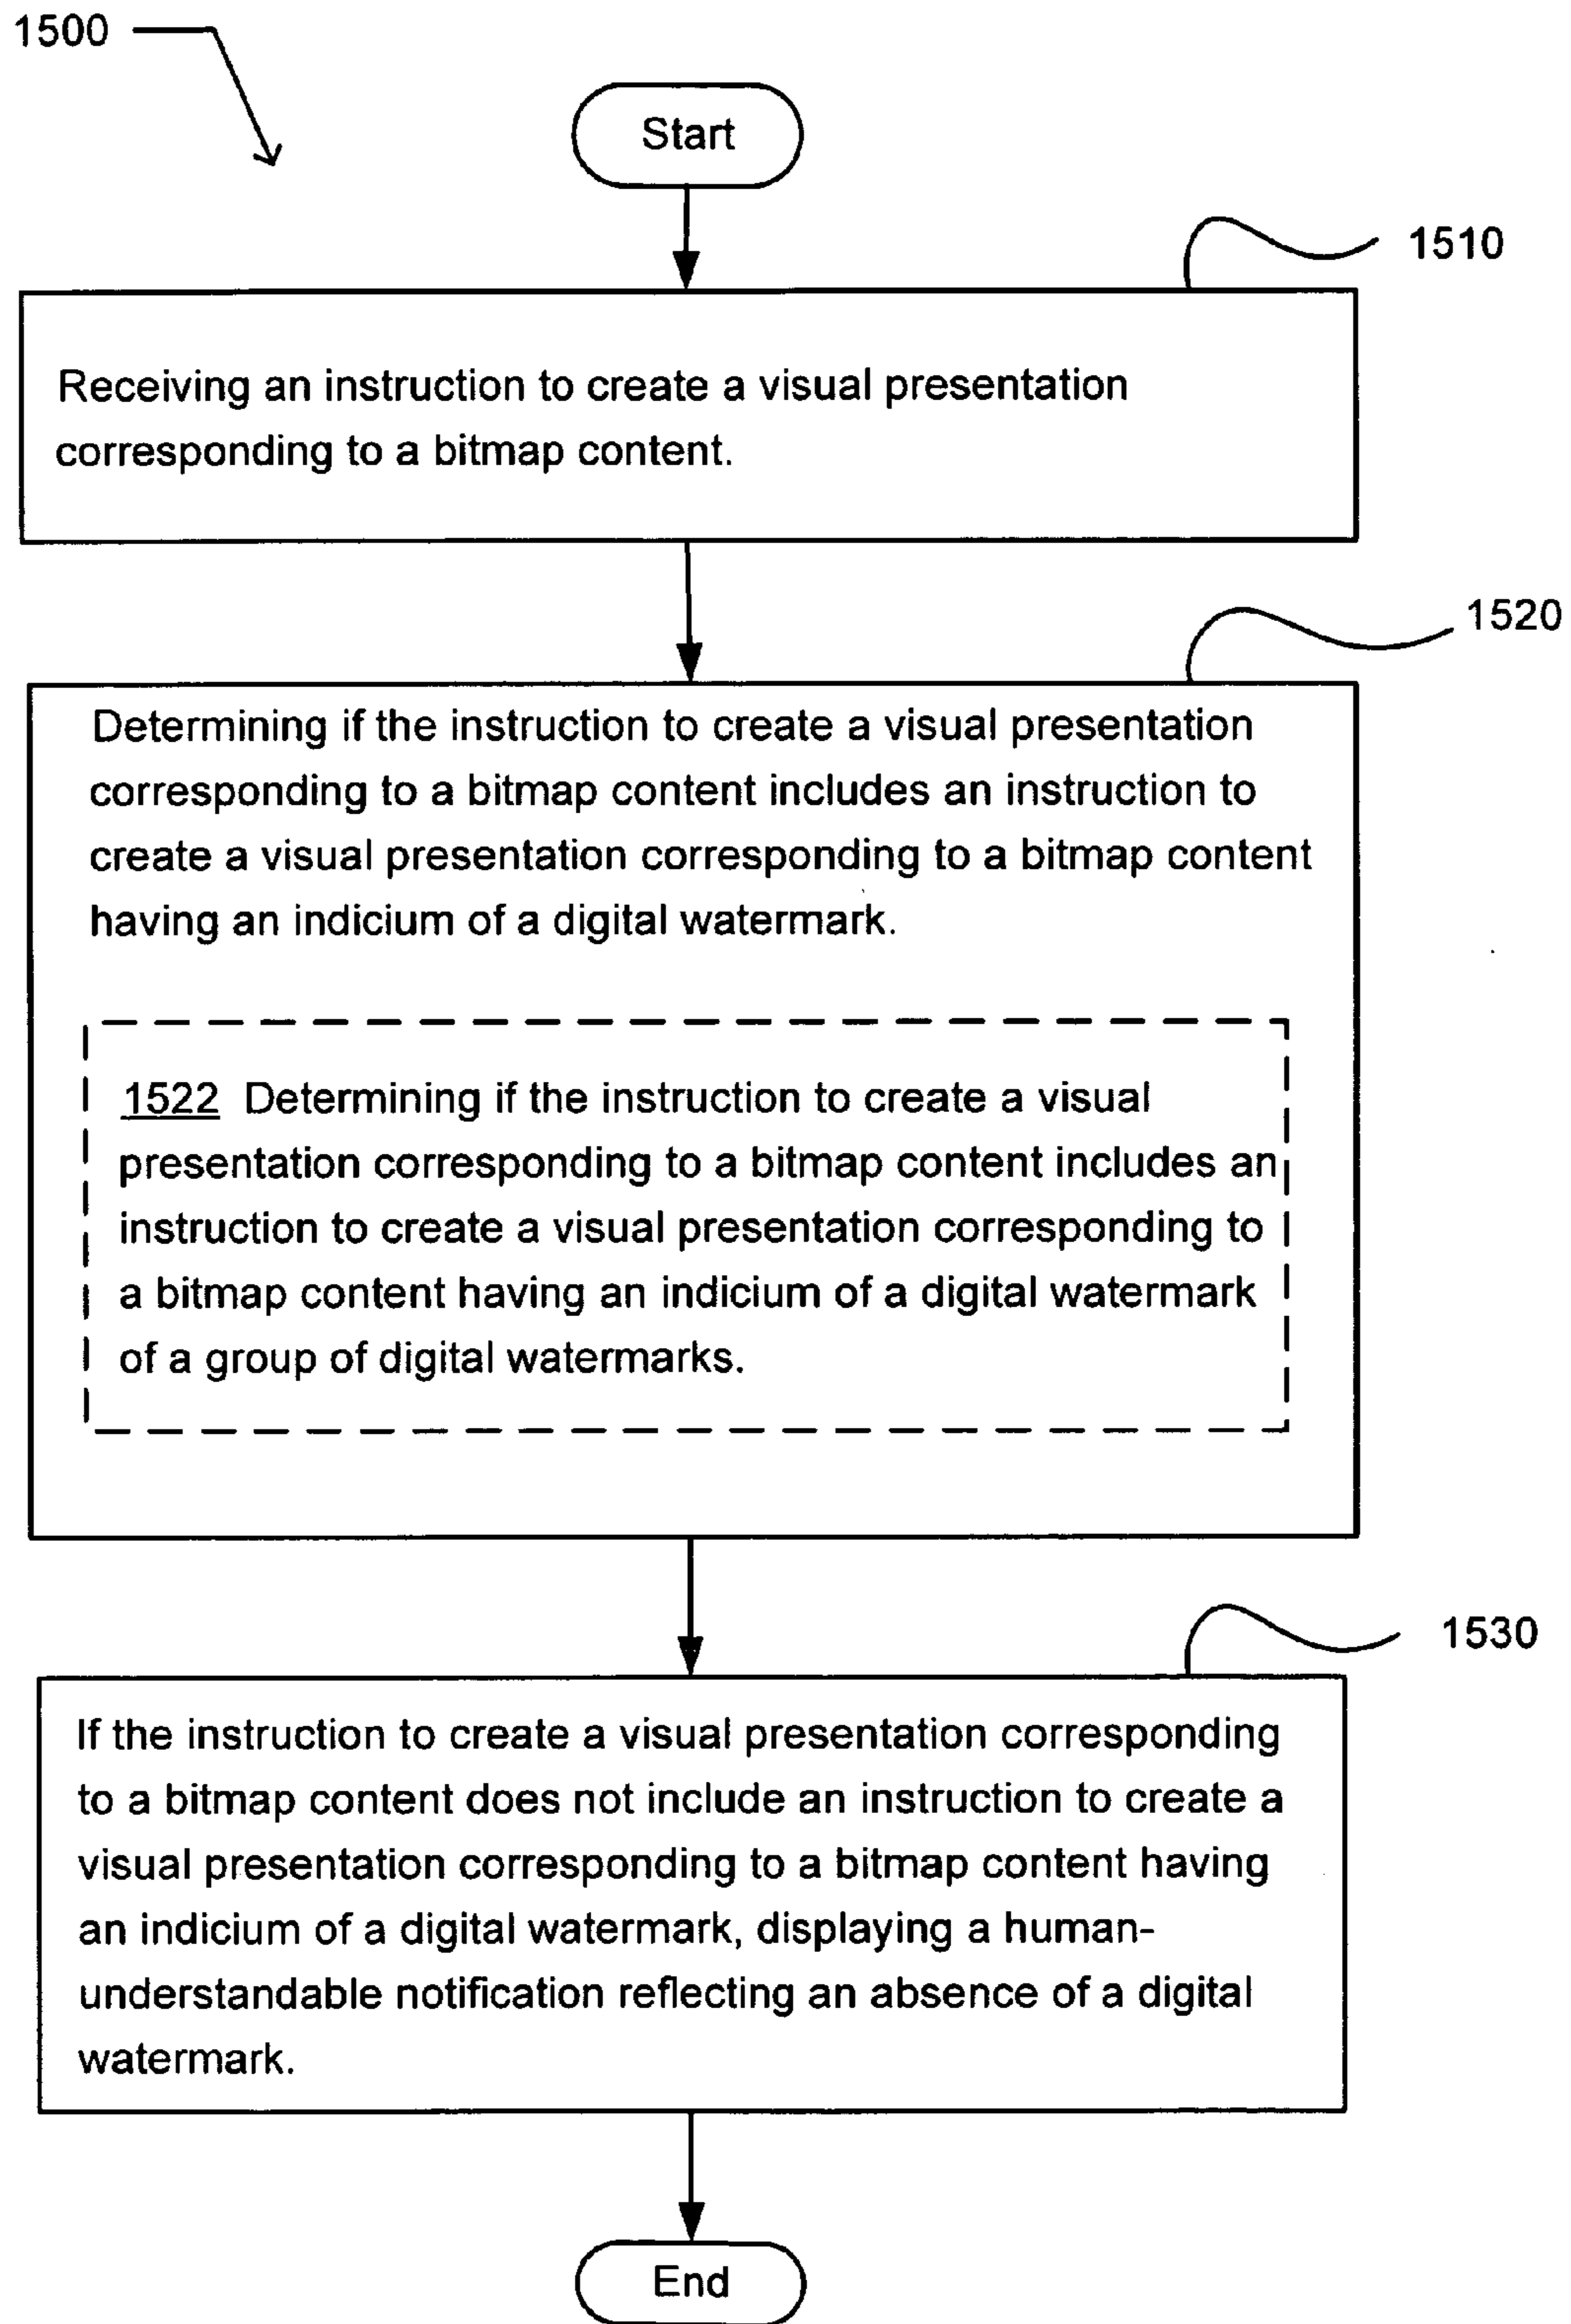 1500
Start
1510
Receiving an instruction to create a visual presentation
corresponding to a bitmap content.
1520
Determining if the instruction to create a visual presentation
corresponding to a bitmap content includes an instruction to
create a visual presentation corresponding to a bitmap content
having an indicium of a digital watermark.
1522 Determining if the instruction to create a visual
presentation corresponding to a bitmap content includes an
instruction to create a visual presentation corresponding to
a bitmap content having an indicium of a digital watermark
of a group of digital watermarks.
1530
If the instruction to create a visual presentation corresponding
to a bitmap content does not include an instruction to create a
visual presentation corresponding to a bitmap content having
an indicium of a digital watermark, displaying a human-
understandable notification reflecting an absence of a digital
watermark.
End